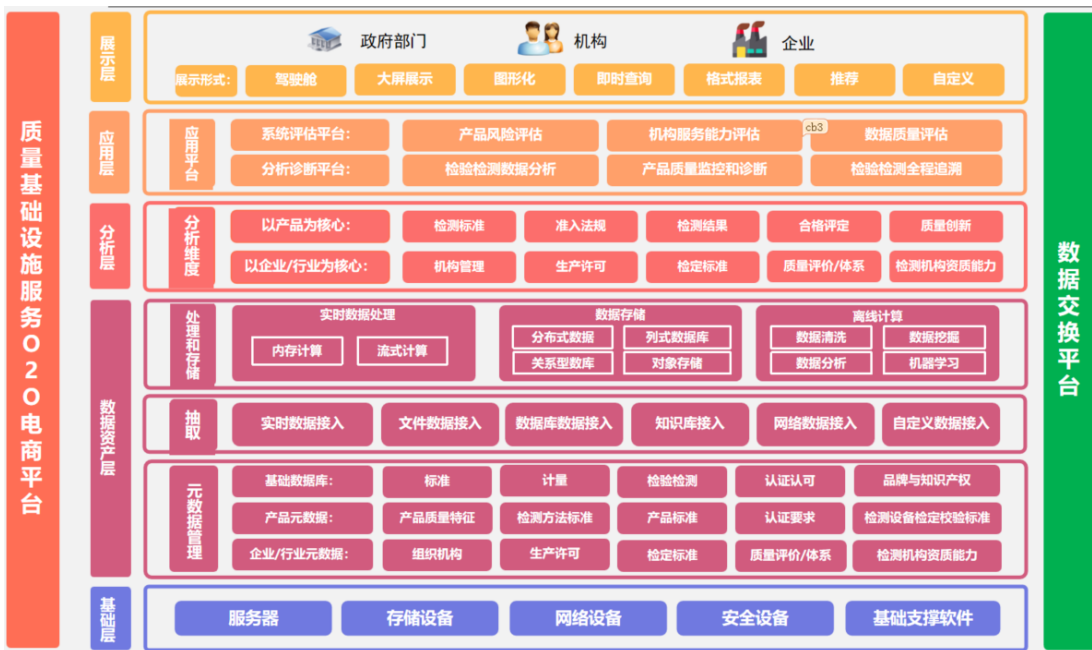 质量基础设施服务O2O电商平台
展示层
政府部门 机构 企业
展示形式: 驾驶舱 大屏展示 图形化 即时查询 格式报表 推荐 自定义
应用层
应用平台
系统评估平台: 产品风险评估 机构服务能力评估 cb3 数据质量评估
分析诊断平台: 检验检测数据分析 产品质量监控和诊断 检验检测全程追溯
分析层
分析维度
以产品为核心: 检测标准 准入法规 检测结果 合格评定 质量创新
以企业/行业为核心: 机构管理 生产许可 检定标准 质量评价/体系 检测机构资质能力
数据资产层
处理和存储
实时数据处理 数据存储 离线计算
内存计算 流式计算 分布式数据 列式数据库 数据清洗 数据挖掘
关系型数库 对象存储 数据分析 机器学习
抽取
实时数据接入 文件数据接入 数据库数据接入 知识库接入 网络数据接入 自定义数据接入
元数据管理
基础数据库: 标准 计量 检验检测 认证认可 品牌与知识产权
产品元数据: 产品质量特征 检测方法标准 产品标准 认证要求 检测设备检定校验标准
企业/行业元数据: 组织机构 生产许可 检定标准 质量评价/体系 检测机构资质能力
基础层
服务器 存储设备 网络设备 安全设备 基础支撑软件
数据交换平台